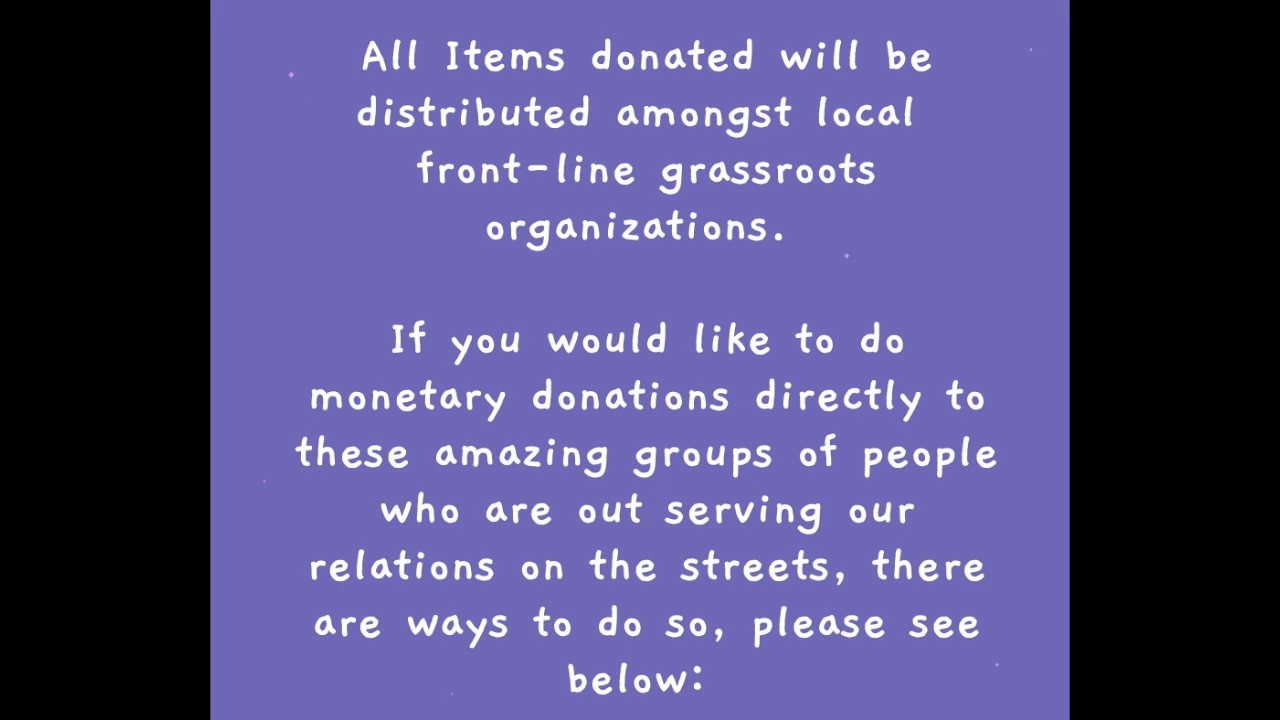 All Items donated will be
distributed amongst local
front-line grassroots
organizations.
If you would like to do
monetary donations directly to
these amazing groups of people
who are out serving our
relations on the streets, there
are ways to do so, please see
below: